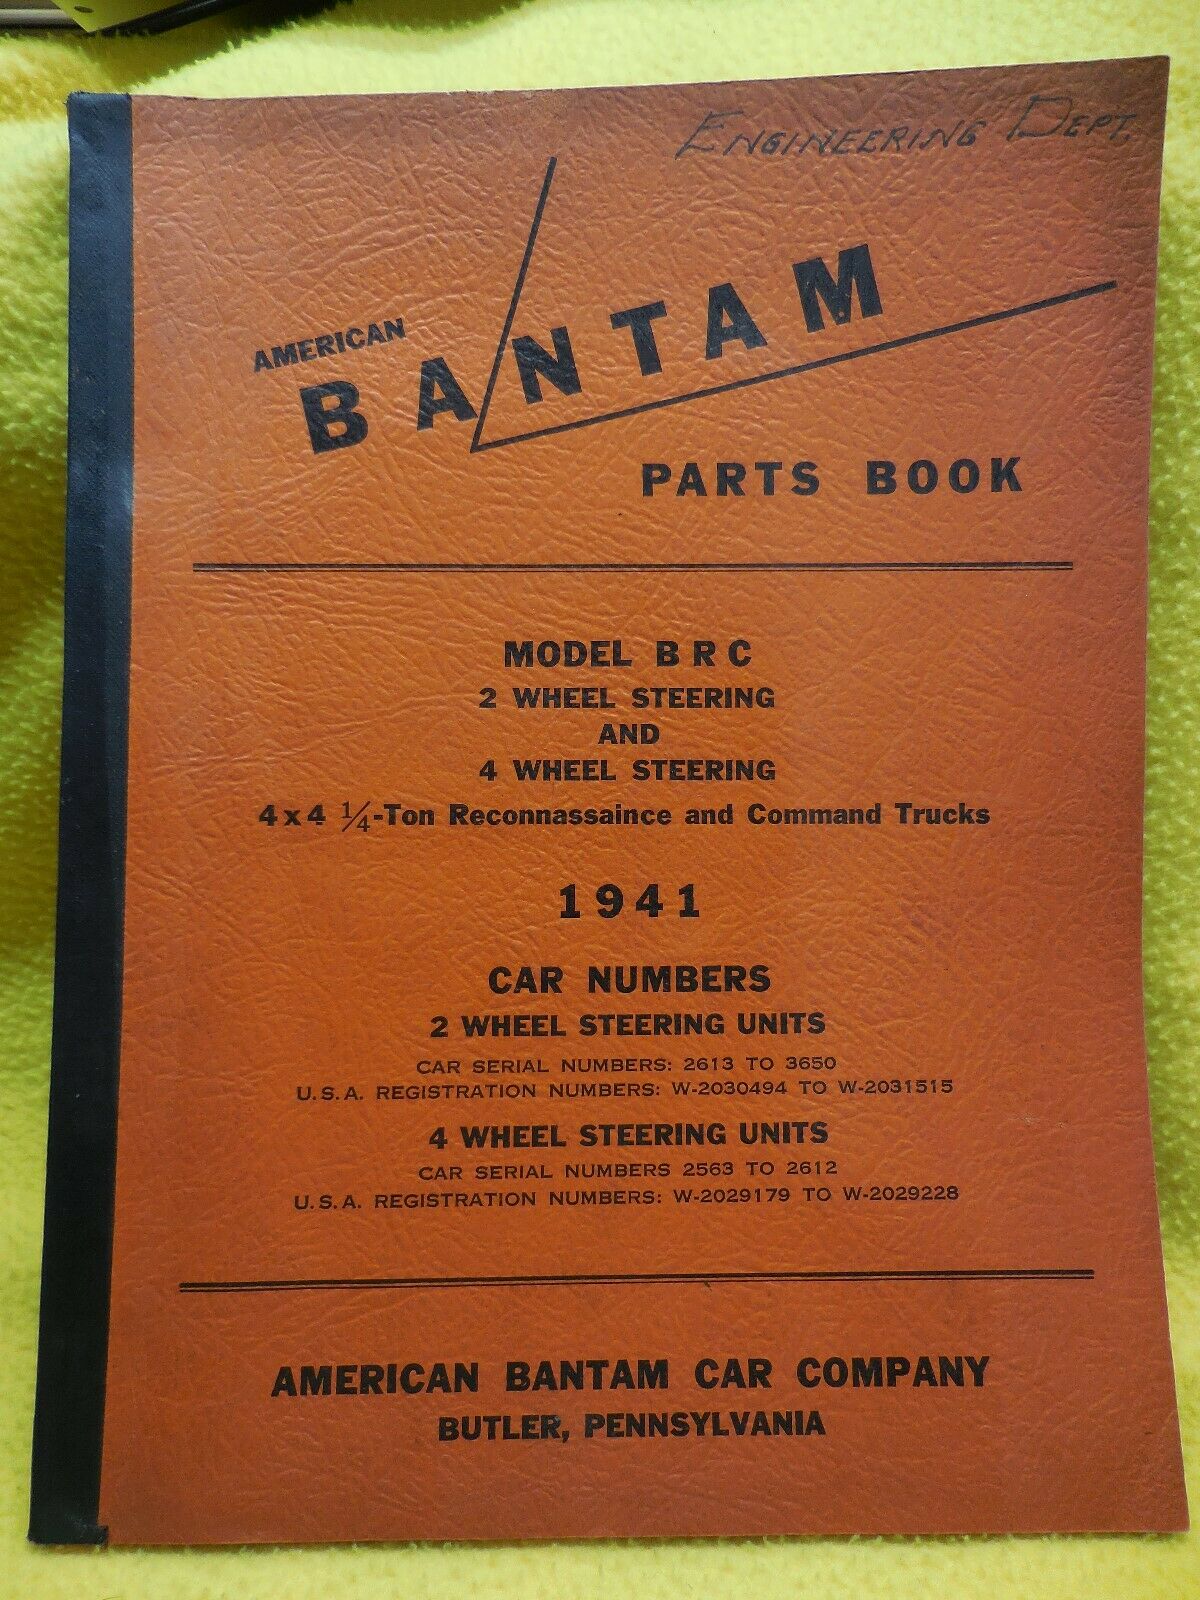 ENGINEERING DEPT.
AMERICAN
BANTAM
PARTS BOOK
MODEL BRC
2 WHEEL STEERING
AND
4 WHEEL STEERING
4x4 1/4-Ton Reconnassaince and Command Trucks
1941
CAR NUMBERS
2 WHEEL STEERING UNITS
CAR SERIAL NUMBERS: 2613 TO 3650
U.S.A. REGISTRATION NUMBERS: W-2030494 TO W-2031515
4 WHEEL STEERING UNITS
CAR SERIAL NUMBERS 2563 TO 2612
U.S.A. REGISTRATION NUMBERS: W-2029179 TO W-2029228
AMERICAN BANTAM CAR COMPANY
BUTLER, PENNSYLVANIA